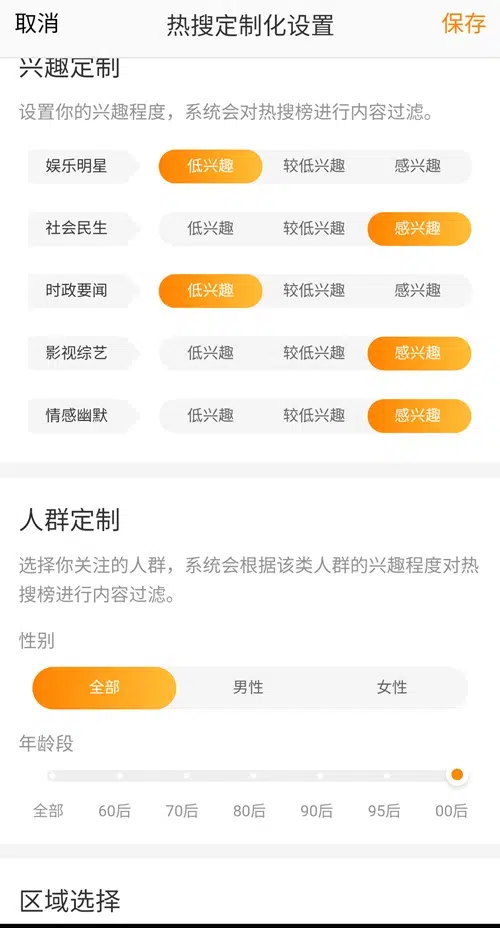 取消 热搜定制化设置 保存
兴趣定制
设置你的兴趣程度，系统会对热搜榜进行内容过滤。
娱乐明星 低兴趣 较低兴趣 感兴趣
社会民生 低兴趣 较低兴趣 感兴趣
时政要闻 低兴趣 较低兴趣 感兴趣
影视综艺 低兴趣 较低兴趣 感兴趣
情感幽默 低兴趣 较低兴趣 感兴趣
人群定制
选择你关注的人群，系统会根据该类人群的兴趣程度对热
搜榜进行内容过滤。
性别
全部 男性 女性
年龄段
全部 60后 70后 80后 90后 95后 00后
区域选择